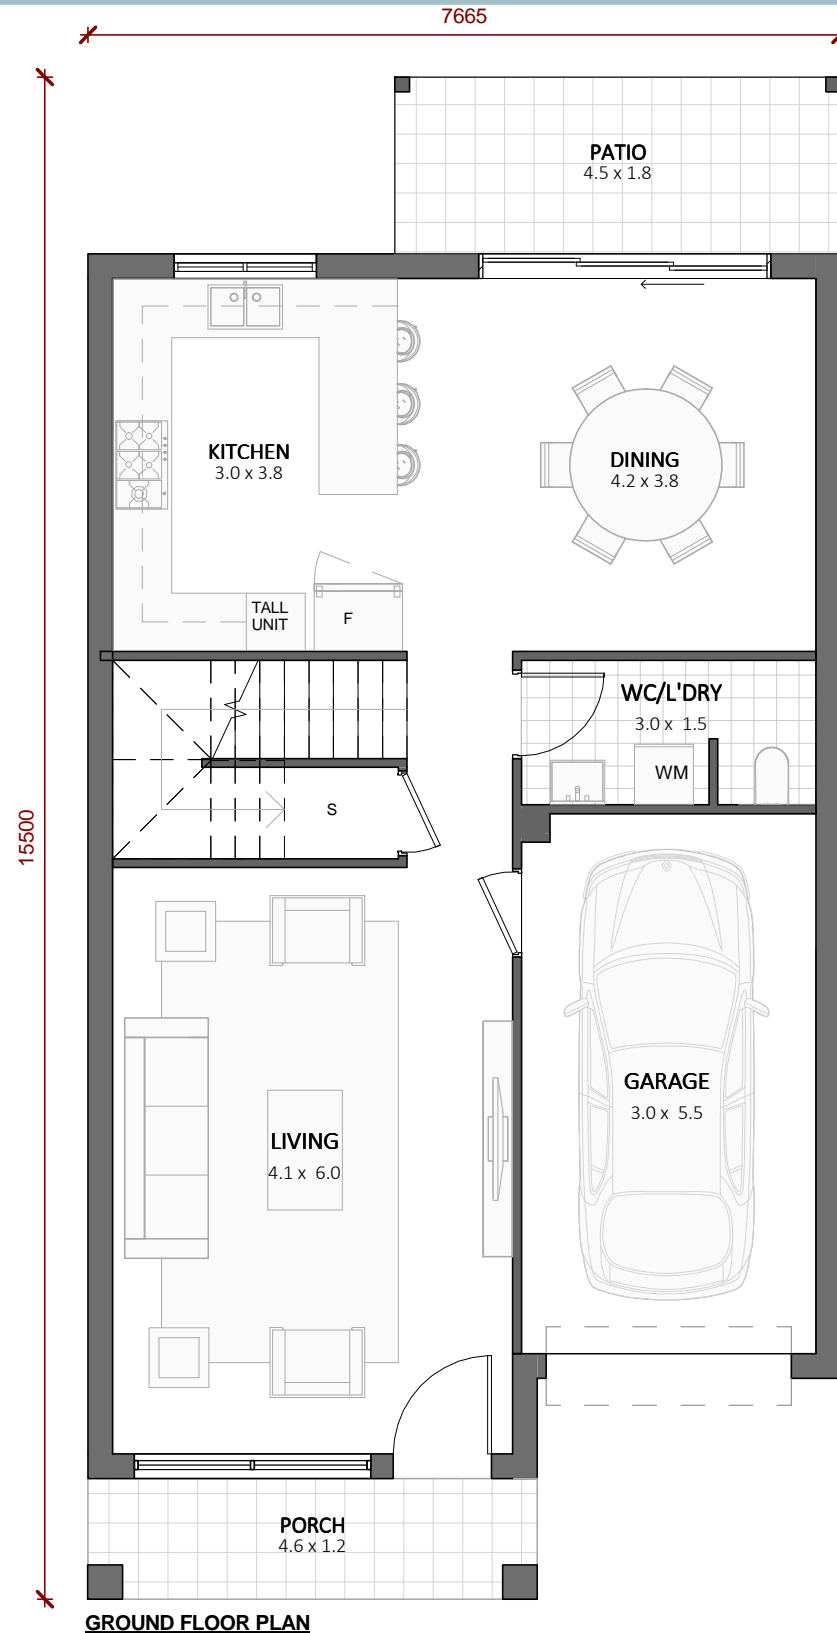 7665
PATIO
4.5 x 1.8
KITCHEN
3.0 x 3.8
DINING
4.2 x 3.8
TALL
UNIT
F
WC/L'DRY
3.0 x 1.5
WM
S
15500
GARAGE
3.0 x 5.5
LIVING
4.1 x 6.0
PORCH
4.6 x 1.2
GROUND FLOOR PLAN